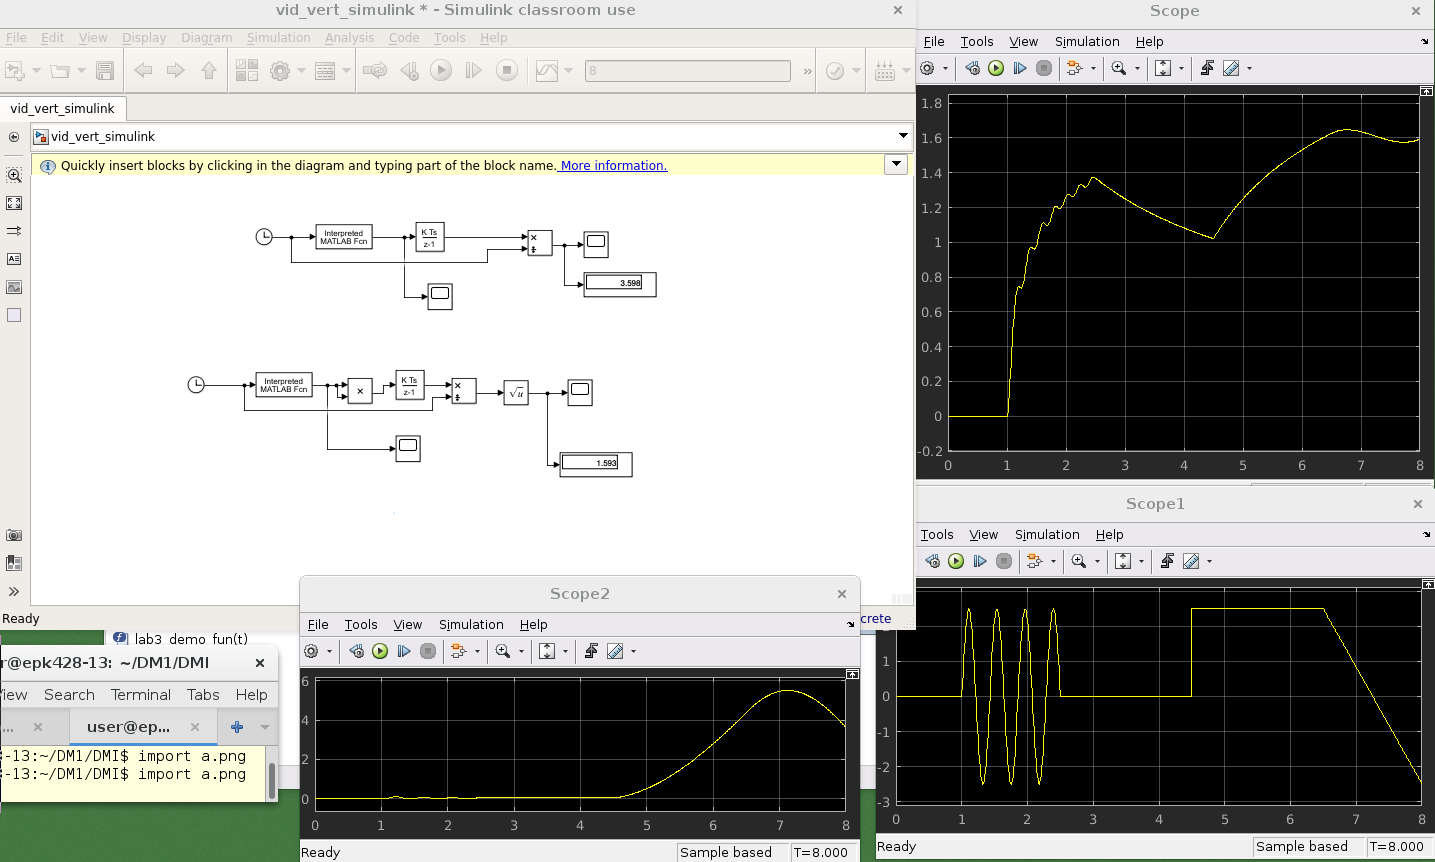 vid_vert_simulink * - Simulink classroom use
File Edit View Display Diagram Simulation Analysis Code Tools Help
8
»
vid_vert_simulink
vid_vert_simulink
Quickly insert blocks by clicking in the diagram and typing part of the block name. More information.
Interpreted
MATLAB Fcn
K Ts
z-1
×
÷
3.598
Interpreted
MATLAB Fcn
×
K Ts
z-1
×
÷
√u
1.593
Ready
crete
lab3_demo_fun(t)
Scope
File Tools View Simulation Help
1.8
1.6
1.4
1.2
1
0.8
0.6
0.4
0.2
0
-0.2
0 1 2 3 4 5 6 7 8
Scope1
Tools View Simulation Help
1
0
-1
-2
-3
0 1 2 3 4 5 6 7 8
Ready Sample based T=8.000
Scope2
File Tools View Simulation Help
6
4
2
0
0 1 2 3 4 5 6 7 8
Ready Sample based T=8.000
r@epk428-13: ~/DM1/DMI
iew Search Terminal Tabs Help
... user@ep...
-13:~/DM1/DMI$ import a.png
-13:~/DM1/DMI$ import a.png